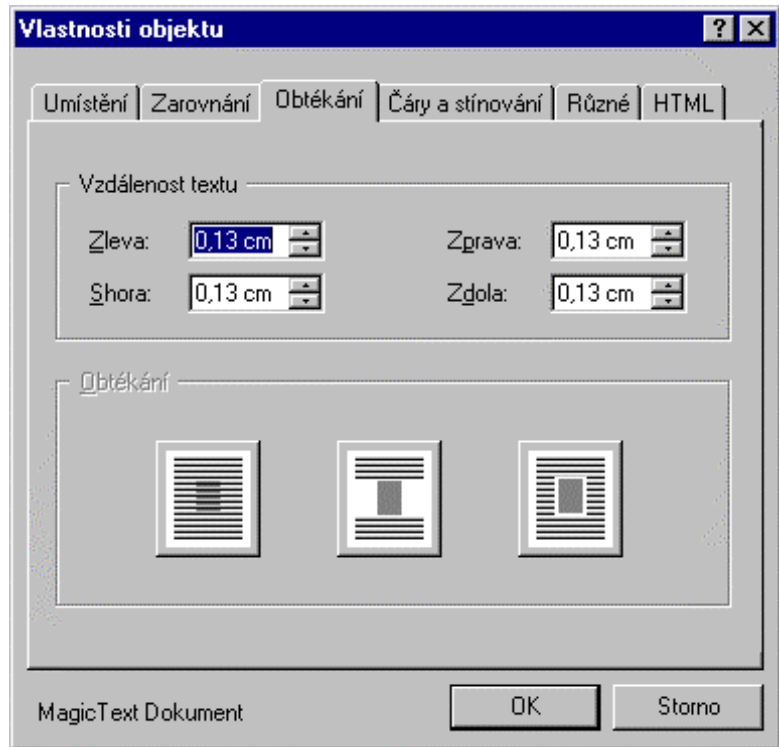 Vlastnosti objektu
Umístění Zarovnání Obtékání Čáry a stínování Různé HTML
Vzdálenost textu
Zleva: 0,13 cm Zprava: 0,13 cm
Shora: 0,13 cm Zdola: 0,13 cm
Obtékání
MagicText Dokument OK Storno